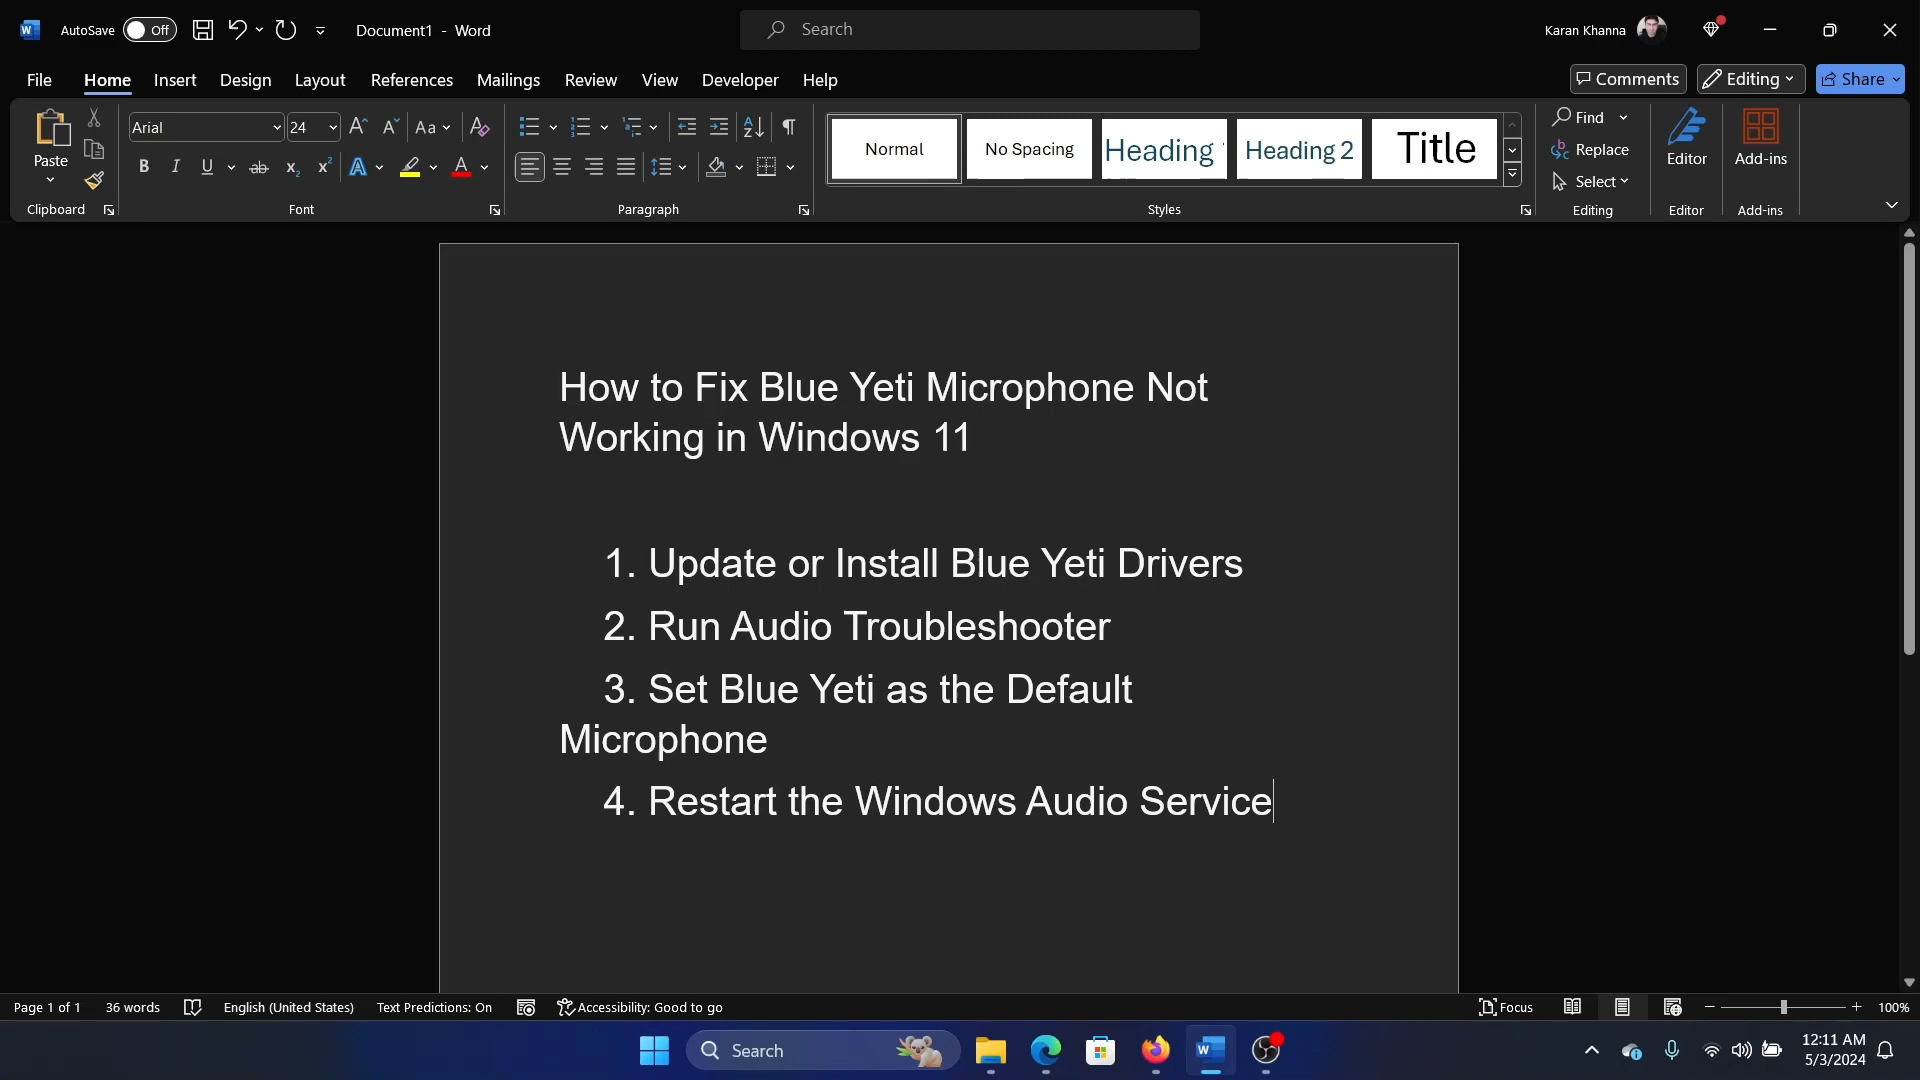 W
AutoSave
Off
Document1 - Word
Search
Karan Khanna
File
Home
Insert
Design
Layout
References
Mailings
Review
View
Developer
Help
Comments
Editing
Share
Paste
Clipboard
Arial
24
Aa
B I U ab x₂ x² A A
Font
A
Z
¶
Paragraph
Normal
No Spacing
Heading
Heading 2
Title
Styles
Find
Replace
Select
Editing
Editor
Editor
Add-ins
Add-ins
How to Fix Blue Yeti Microphone Not
Working in Windows 11
1. Update or Install Blue Yeti Drivers
2. Run Audio Troubleshooter
3. Set Blue Yeti as the Default
Microphone
4. Restart the Windows Audio Service
Page 1 of 1
36 words
English (United States)
Text Predictions: On
Accessibility: Good to go
Focus
100%
Search
W
12:11 AM
5/3/2024